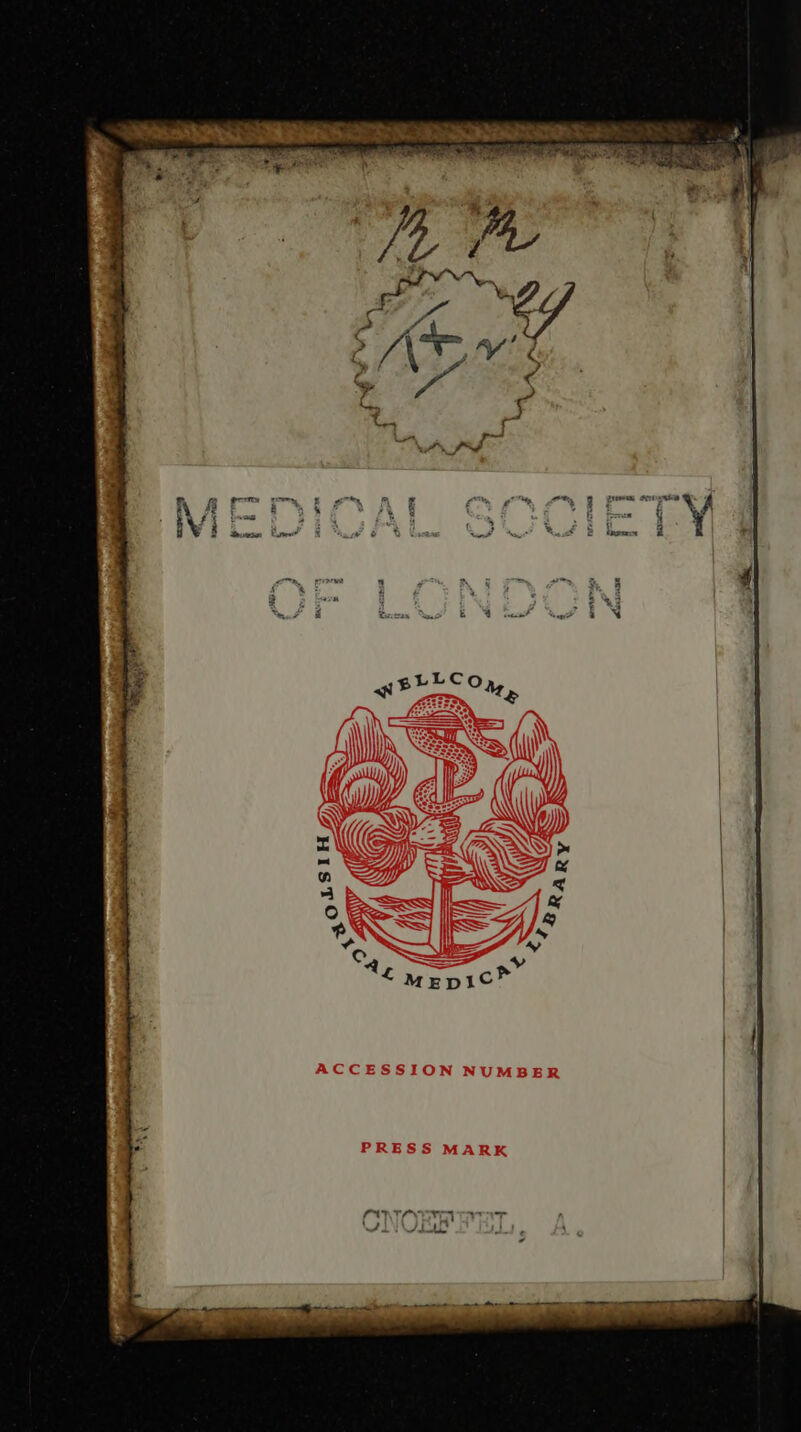 MEDICAL SOCIETY
OF LONDON
WELLCOME
HISTORICAL MEDICAL LIBRARY
ACCESSION NUMBER
PRESS MARK
CNOEFFEL, A.